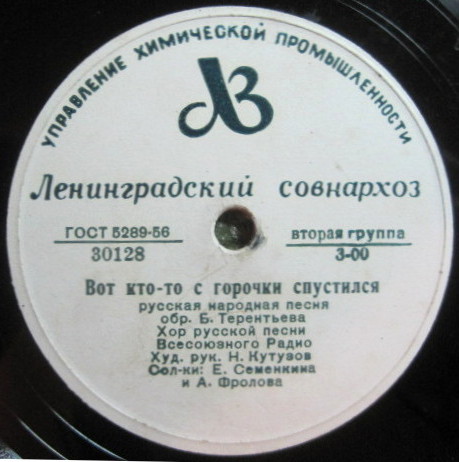 УПРАВЛЕНИЕ ХИМИЧЕСКОЙ ПРОМЫШЛЕННОСТИ
ЛЗ
Ленинградский совнархоз
ГОСТ 5289-56 вторая группа
30128 3-00
Вот кто-то с горочки спустился
русская народная песня
обр. Б. Терентьева
Хор русской песни
Всесоюзного Радио
Худ. рук. Н. Кутузов
Сол-ки: Е. Семенкина
и А. Фролова